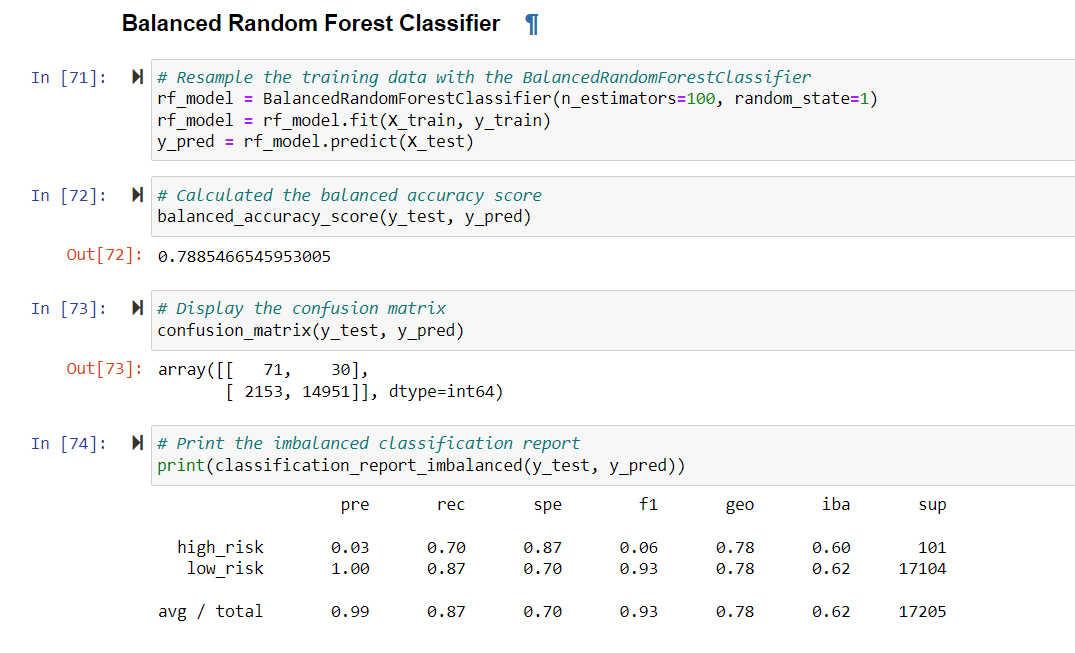 Balanced Random Forest Classifier ¶
In [71]: # Resample the training data with the BalancedRandomForestClassifier
rf_model = BalancedRandomForestClassifier(n_estimators=100, random_state=1)
rf_model = rf_model.fit(X_train, y_train)
y_pred = rf_model.predict(X_test)
In [72]: # Calculated the balanced accuracy score
balanced_accuracy_score(y_test, y_pred)
Out[72]: 0.7885466545953005
In [73]: # Display the confusion matrix
confusion_matrix(y_test, y_pred)
Out[73]: array([[   71,    30],
       [ 2153, 14951]], dtype=int64)
In [74]: # Print the imbalanced classification report
print(classification_report_imbalanced(y_test, y_pred))
pre rec spe f1 geo iba sup
high_risk 0.03 0.70 0.87 0.06 0.78 0.60 101
low_risk 1.00 0.87 0.70 0.93 0.78 0.62 17104
avg / total 0.99 0.87 0.70 0.93 0.78 0.62 17205